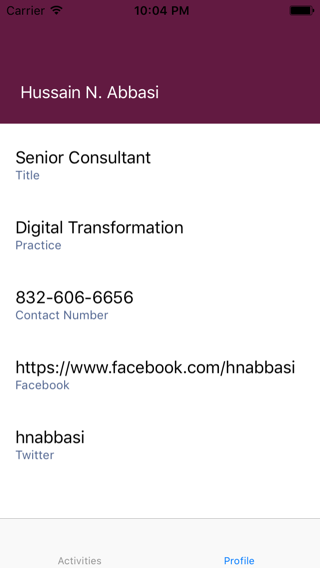 Carrier 10:04 PM
Hussain N. Abbasi
Senior Consultant
Title
Digital Transformation
Practice
832-606-6656
Contact Number
https://www.facebook.com/hnabbasi
Facebook
hnabbasi
Twitter
Activities Profile